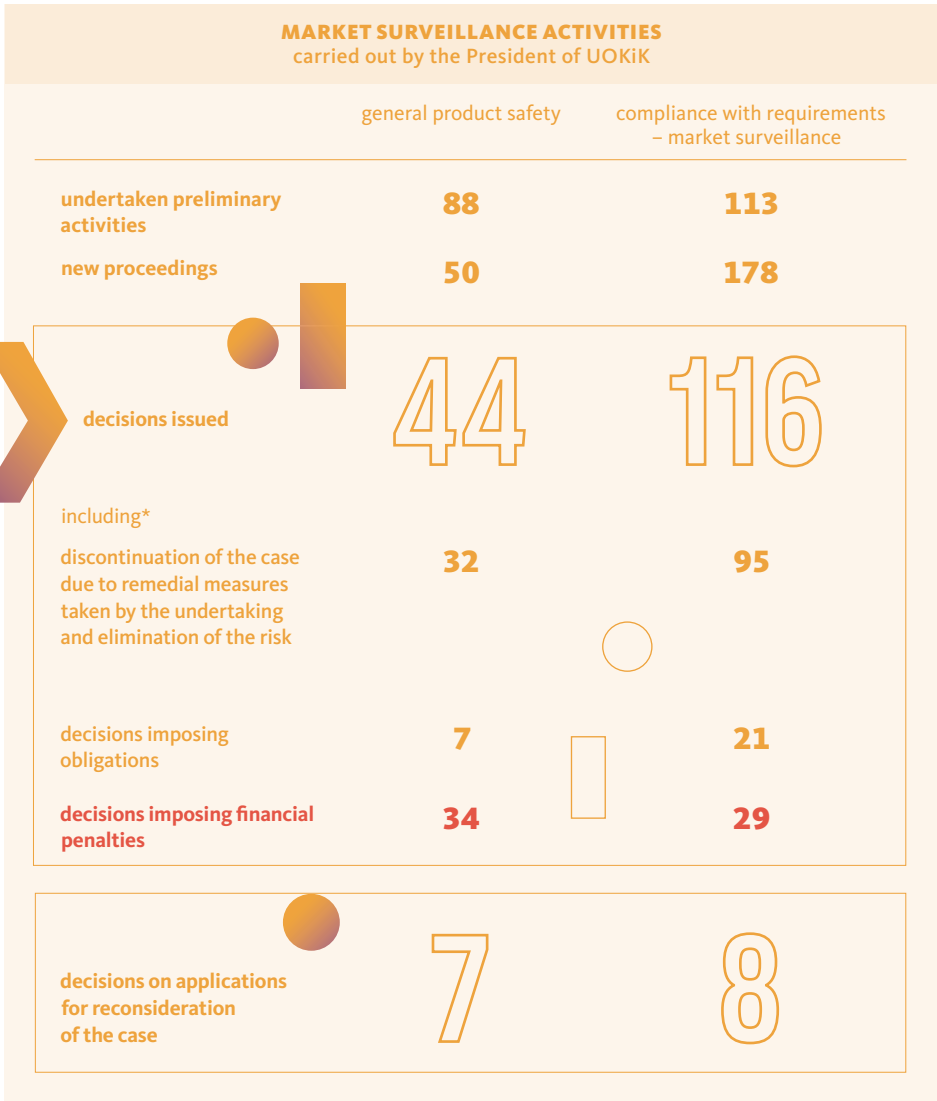 MARKET SURVEILLANCE ACTIVITIES
carried out by the President of UOKiK
general product safety
compliance with requirements
– market surveillance
undertaken preliminary
activities
88
113
new proceedings
50
178
decisions issued
44
116
including*
discontinuation of the case
due to remedial measures
taken by the undertaking
and elimination of the risk
32
95
decisions imposing
obligations
7
21
decisions imposing financial
penalties
34
29
decisions on applications
for reconsideration
of the case
7
8